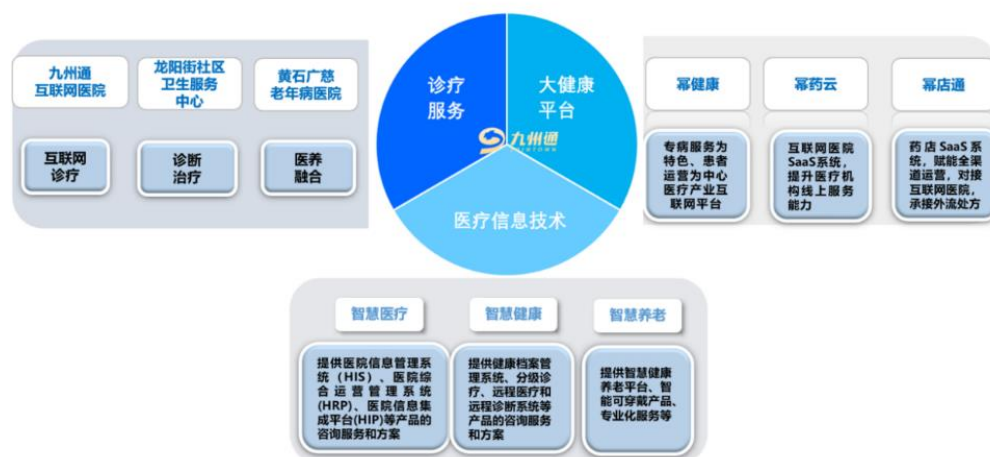 九州通
互联网医院
龙阳街社区
卫生服务
中心
黄石广慈
老年病医院
互联网
诊疗
诊断
治疗
医养
融合
诊疗
服务
大健康
平台
九州通
JOINTOWN
医疗信息技术
幂健康
幂药云
幂店通
专病服务为
特色、患者
运营为中心
医疗产业互
联网平台
互联网医院
SaaS系统，
提升医疗机
构线上服务
能力
药店SaaS系
统，赋能全渠
道运营，对接
互联网医院，
承接外流处方
智慧医疗
智慧健康
智慧养老
提供医院信息管理系
统（HIS）、医院综
合运营管理系统
(HRP)、医院信息集
成平台(HIP)等产品的
咨询服务和方案
提供健康档案管
理系统、分级诊
疗、远程医疗和
远程诊断系统等
产品的咨询服务
和方案
提供智慧健康
养老平台、智
能可穿戴产品、
专业化服务等